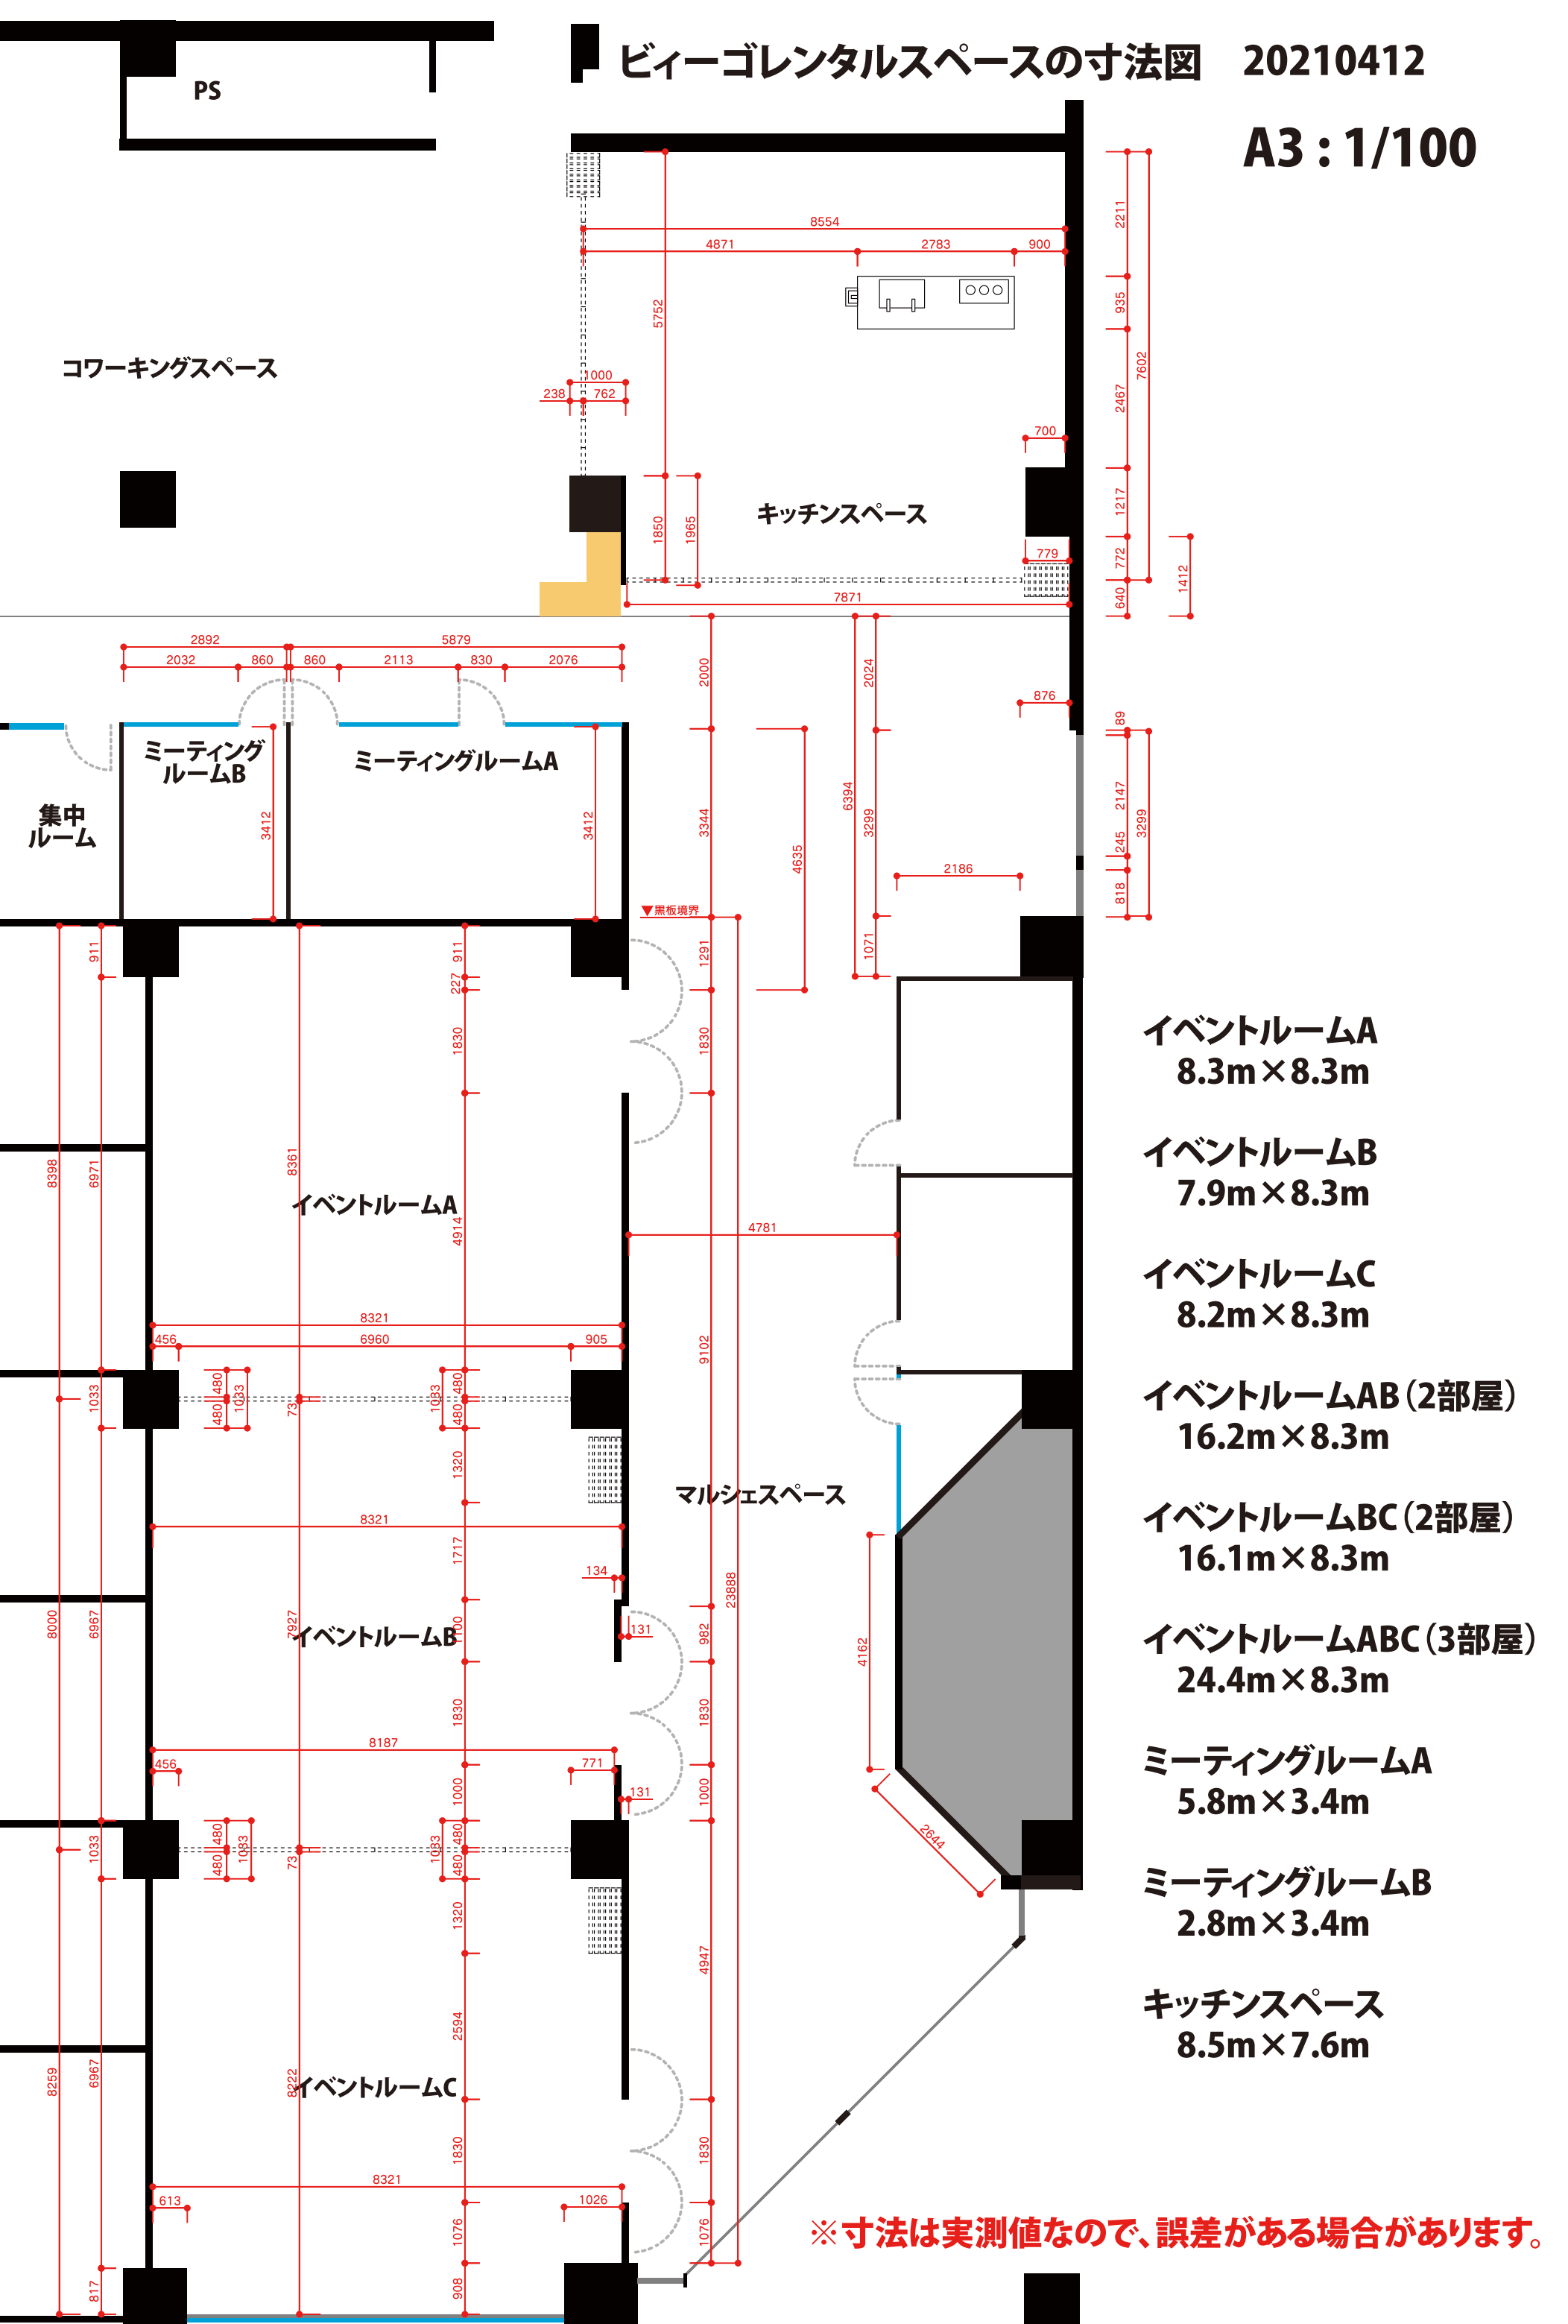 ビィーゴレンタルスペースの寸法図 20210412
A3：1/100
PS
8554
4871 2783 900
2211
935
7602
2467
1217
772
640
1412
5752
コワーキングスペース
1000
238 762
700
キッチンスペース
1850
1965
779
7871
2892 5879
2032 860 860 2113 830 2076
2000
2024
876
89
2147
3299
245
818
ミーティング
ルームB
ミーティングルームA
集中
ルーム
3412
3412
3344
4635
6394
3299
2186
▼黒板境界
911
911
227
1291
1071
1830
1830
8398
6971
8361
イベントルームA
4914
4781
9102
8321
456 6960 905
1033
480
480
1033
73
1033
480
480
1320
マルシェスペース
8321
1717
134
23888
8000
6967
7927
イベントルームB
1100
131
982
4162
1830
1830
8187
456
771
131
1000
1000
1033
480
480
1033
73
1033
480
480
2644
1320
4947
2594
8259
6967
8222
イベントルームC
1830
1830
8321
613
1026
1076
1076
817
908
イベントルームA
8.3m×8.3m
イベントルームB
7.9m×8.3m
イベントルームC
8.2m×8.3m
イベントルームAB（2部屋）
16.2m×8.3m
イベントルームBC（2部屋）
16.1m×8.3m
イベントルームABC（3部屋）
24.4m×8.3m
ミーティングルームA
5.8m×3.4m
ミーティングルームB
2.8m×3.4m
キッチンスペース
8.5m×7.6m
※寸法は実測値なので、誤差がある場合があります。